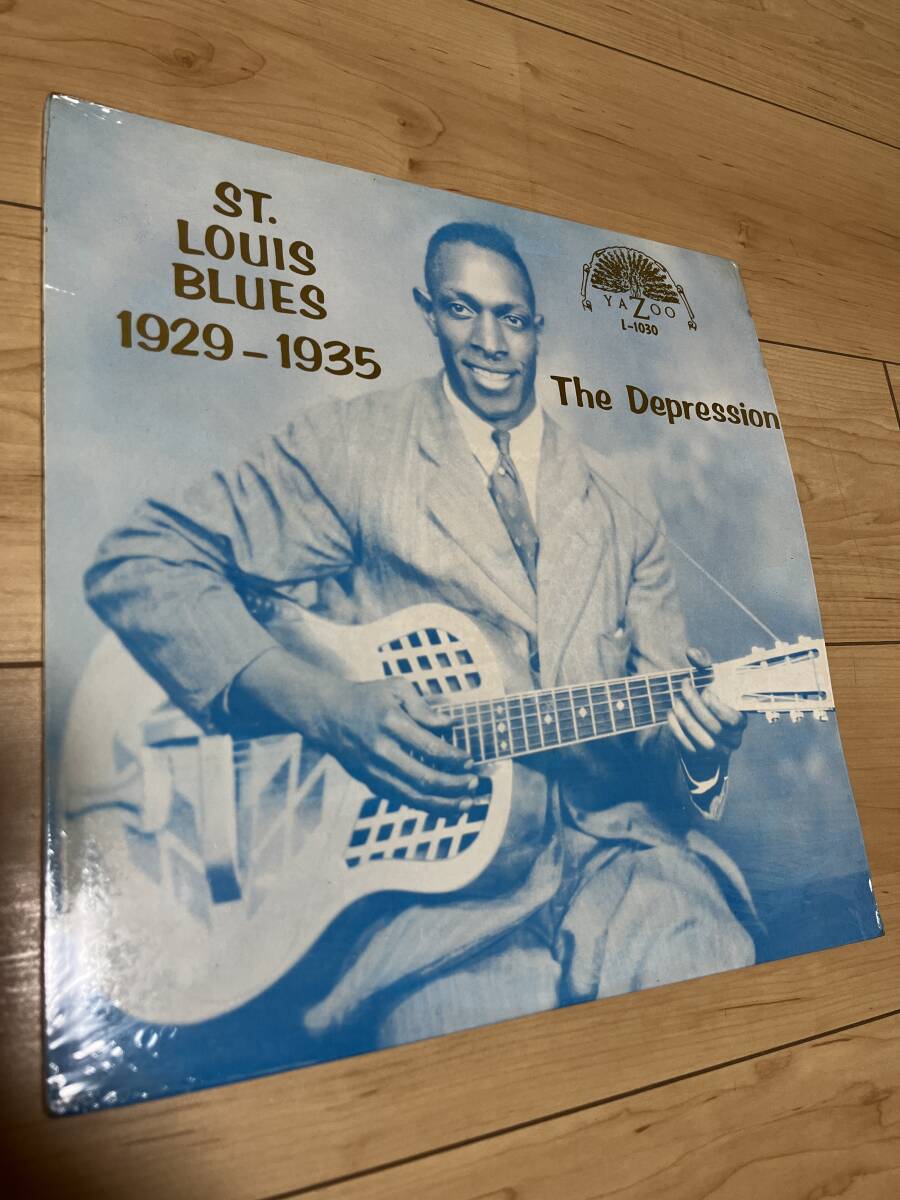 ST.
LOUIS
BLUES
1929-1935
YAZOO
L-1030
The Depression